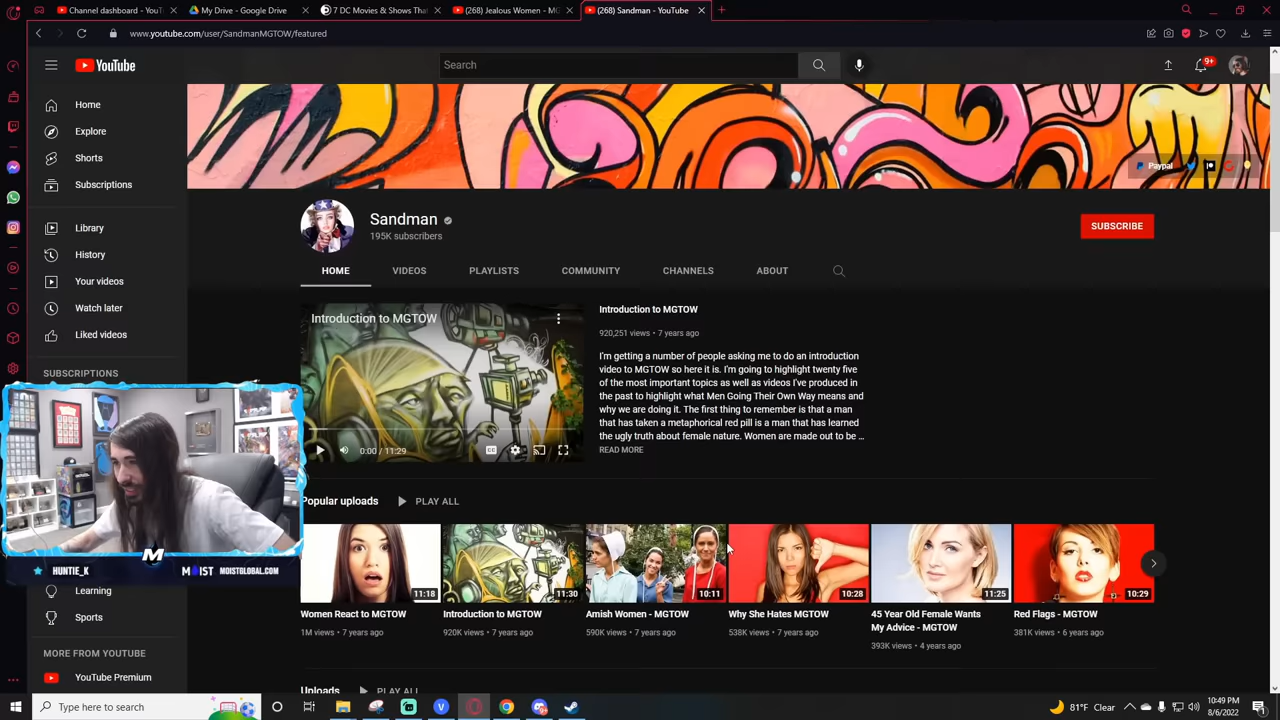 (268) Jealous Women - MG
(268) Sandman - YouTube
Channel dashboard - YouT
My Drive - Google Drive
7 DC Movies & Shows Tha
www.youtube.com/user/SandmanMGTOW/featured
YouTube
Search
9+
Home
Explore
Shorts
Subscriptions
Library
History
Your videos
Watch later
Liked videos
SUBSCRIPTIONS
Paypal
Sandman
195K subscribers
SUBSCRIBE
HOME
VIDEOS
PLAYLISTS
COMMUNITY
CHANNELS
ABOUT
Introduction to MGTOW
0:00 / 11:29
Introduction to MGTOW
920,251 views • 7 years ago
I'm getting a number of people asking me to do an introduction
video to MGTOW so here it is. I'm going to highlight twenty five
of the most important topics as well as videos I've produced in
the past to highlight what Men Going Their Own Way means and
why we are doing it. The first thing to remember is that a man
that has taken a metaphorical red pill is a man that has learned
the ugly truth about female nature. Women are made out to be ...
READ MORE
Popular uploads
PLAY ALL
11:18
Women React to MGTOW
1M views • 7 years ago
11:30
Introduction to MGTOW
920K views • 7 years ago
10:11
Amish Women - MGTOW
590K views • 7 years ago
10:28
Why She Hates MGTOW
538K views • 7 years ago
11:25
45 Year Old Female Wants
My Advice - MGTOW
393K views • 4 years ago
10:29
Red Flags - MGTOW
381K views • 6 years ago
Uploads
PLAY ALL
M
HUNTIE_K
MOIST
MOISTGLOBAL.COM
Learning
Sports
MORE FROM YOUTUBE
YouTube Premium
Type here to search
81°F Clear
10:49 PM
8/6/2022